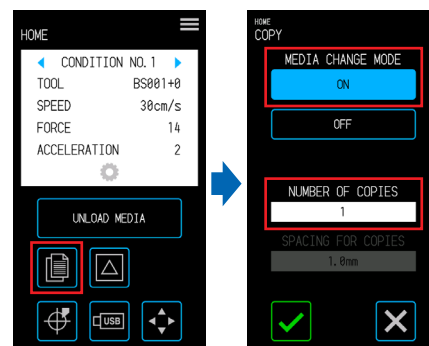 HOME
◀ CONDITION NO.1 ▶
TOOL BS001+0
SPEED 30cm/s
FORCE 14
ACCELERATION 2
UNLOAD MEDIA
USB
HOME
COPY
MEDIA CHANGE MODE
ON
OFF
NUMBER OF COPIES
1
SPACING FOR COPIES
1.0mm